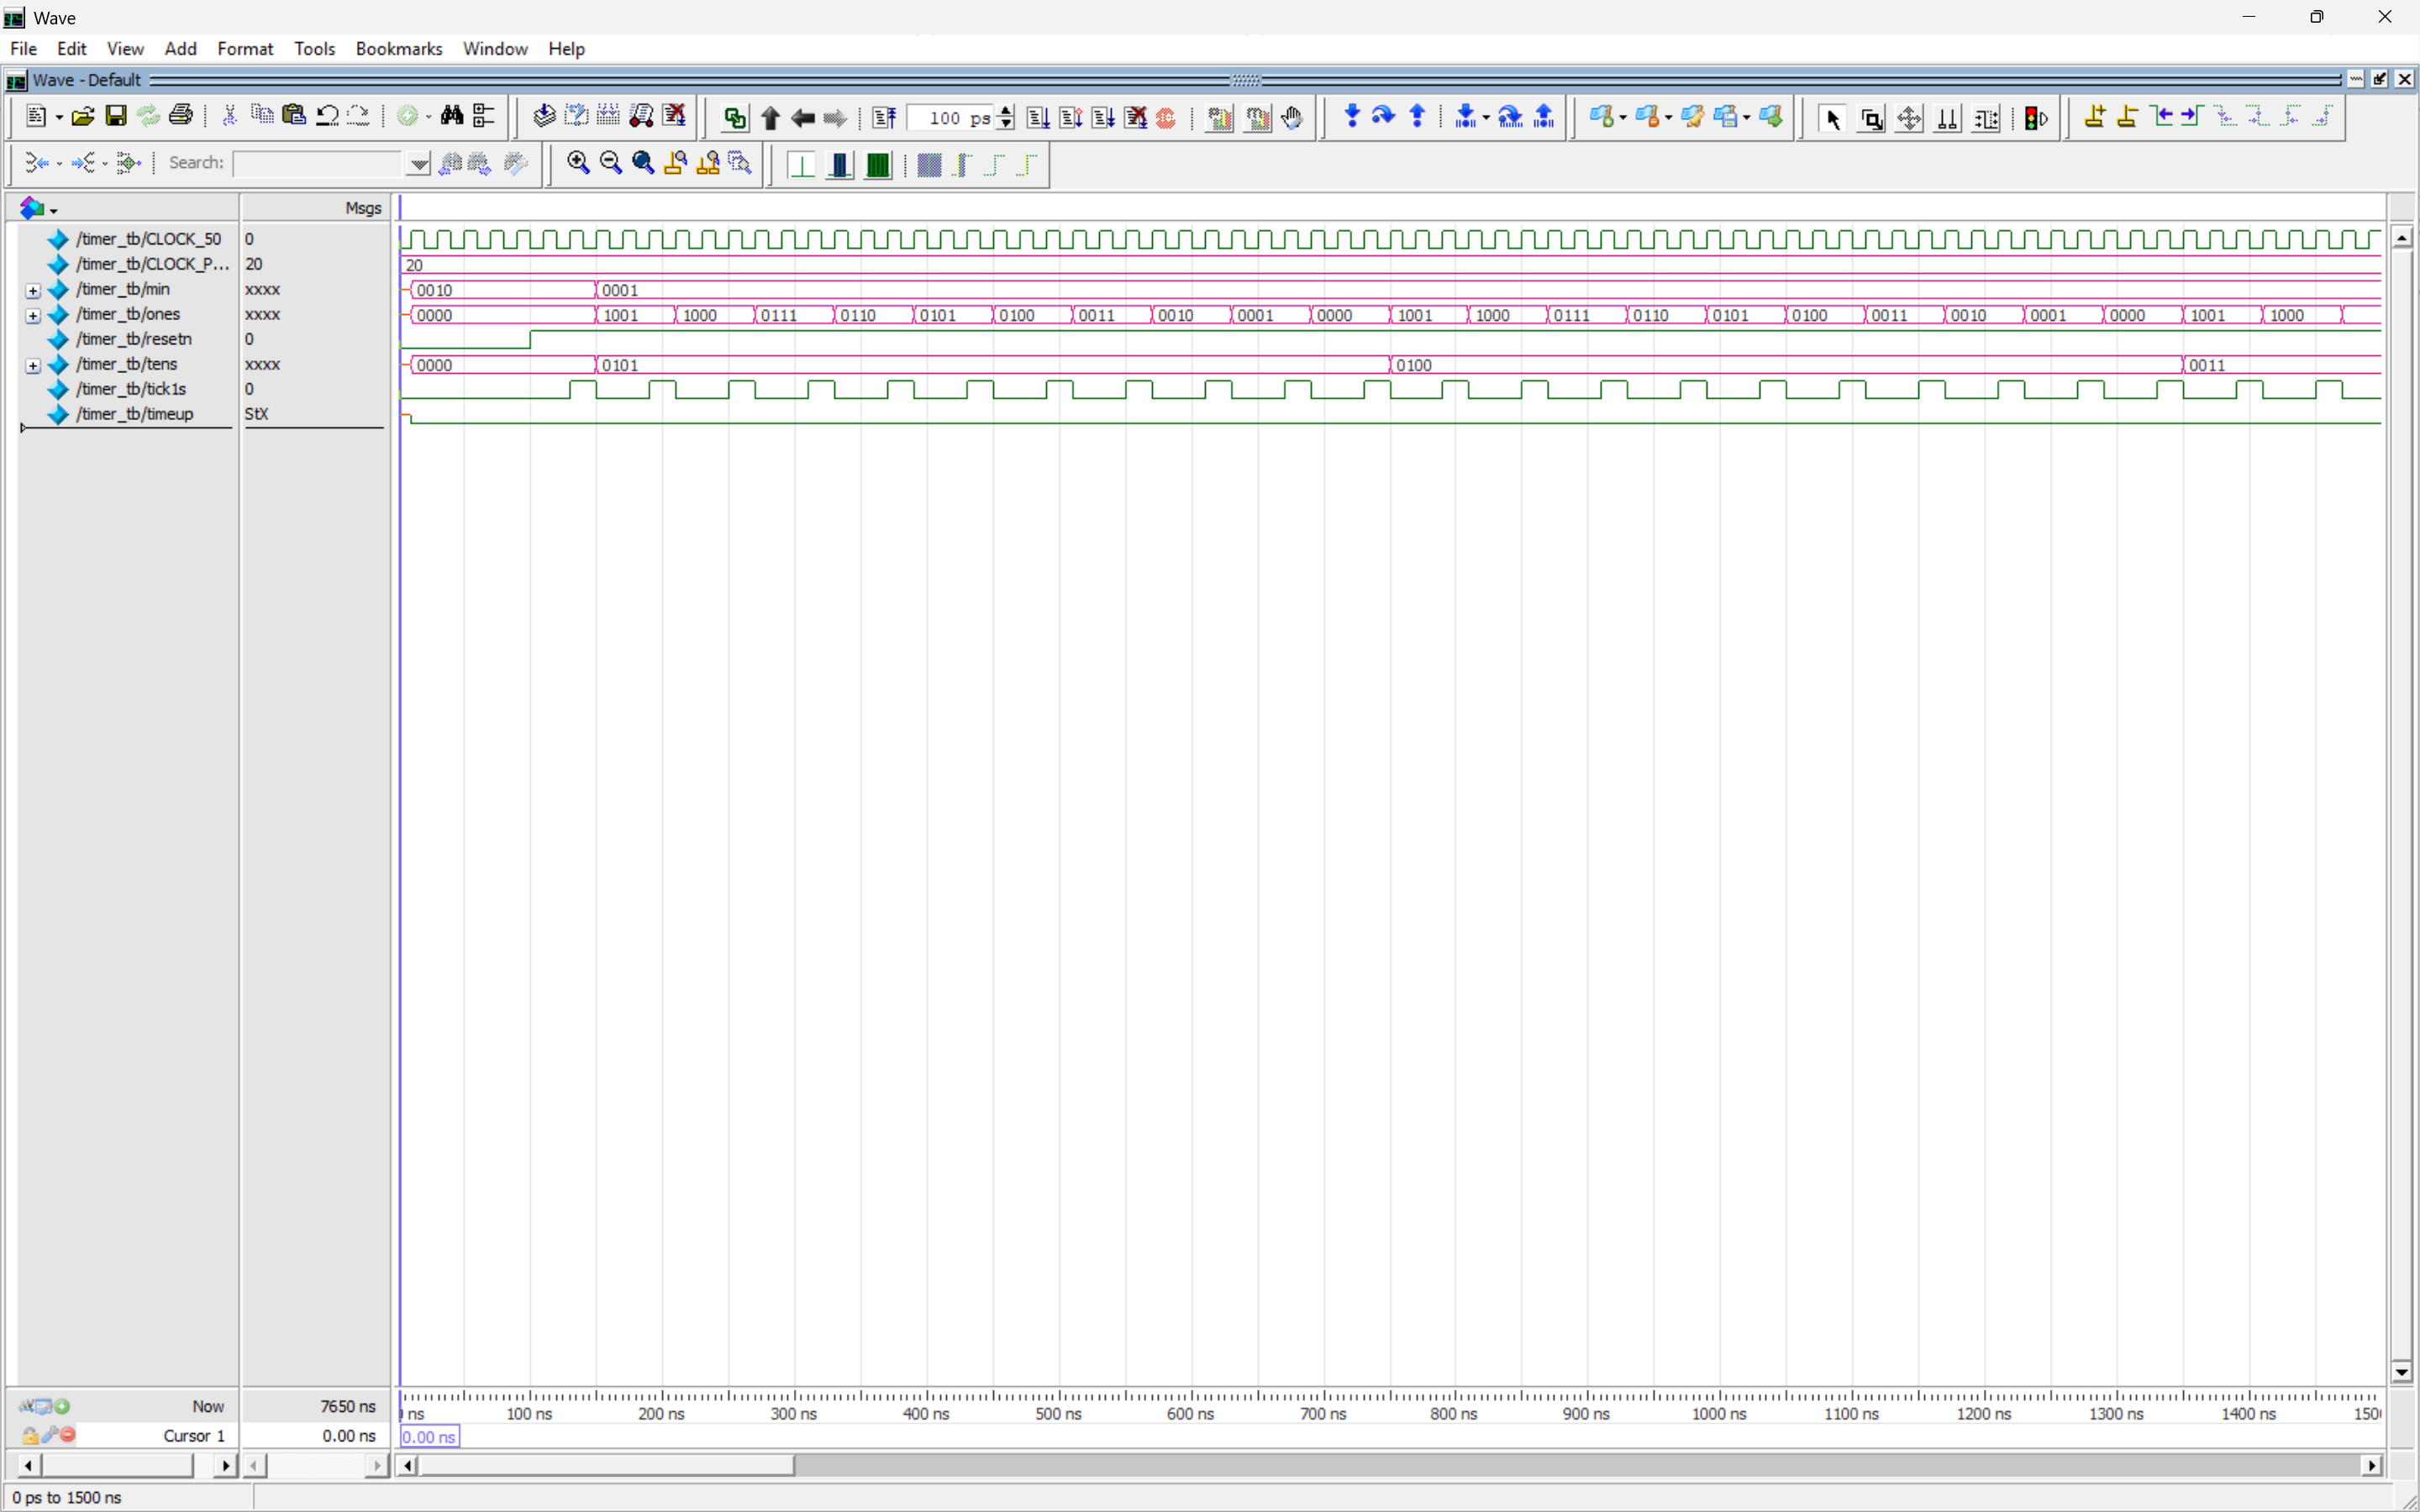 Wave
File Edit View Add Format Tools Bookmarks Window Help
Wave - Default
100 ps
Search:
Msgs
/timer_tb/CLOCK_50 0
/timer_tb/CLOCK_P... 20 20
/timer_tb/min xxxx 0010 0001
/timer_tb/ones xxxx 0000 1001 1000 0111 0110 0101 0100 0011 0010 0001 0000 1001 1000 0111 0110 0101 0100 0011 0010 0001 0000 1001 1000
/timer_tb/resetn 0
/timer_tb/tens xxxx 0000 0101 0100 0011
/timer_tb/tick1s 0
/timer_tb/timeup StX
Now 7650 ns ns 100 ns 200 ns 300 ns 400 ns 500 ns 600 ns 700 ns 800 ns 900 ns 1000 ns 1100 ns 1200 ns 1300 ns 1400 ns 150
Cursor 1 0.00 ns 0.00 ns
0 ps to 1500 ns